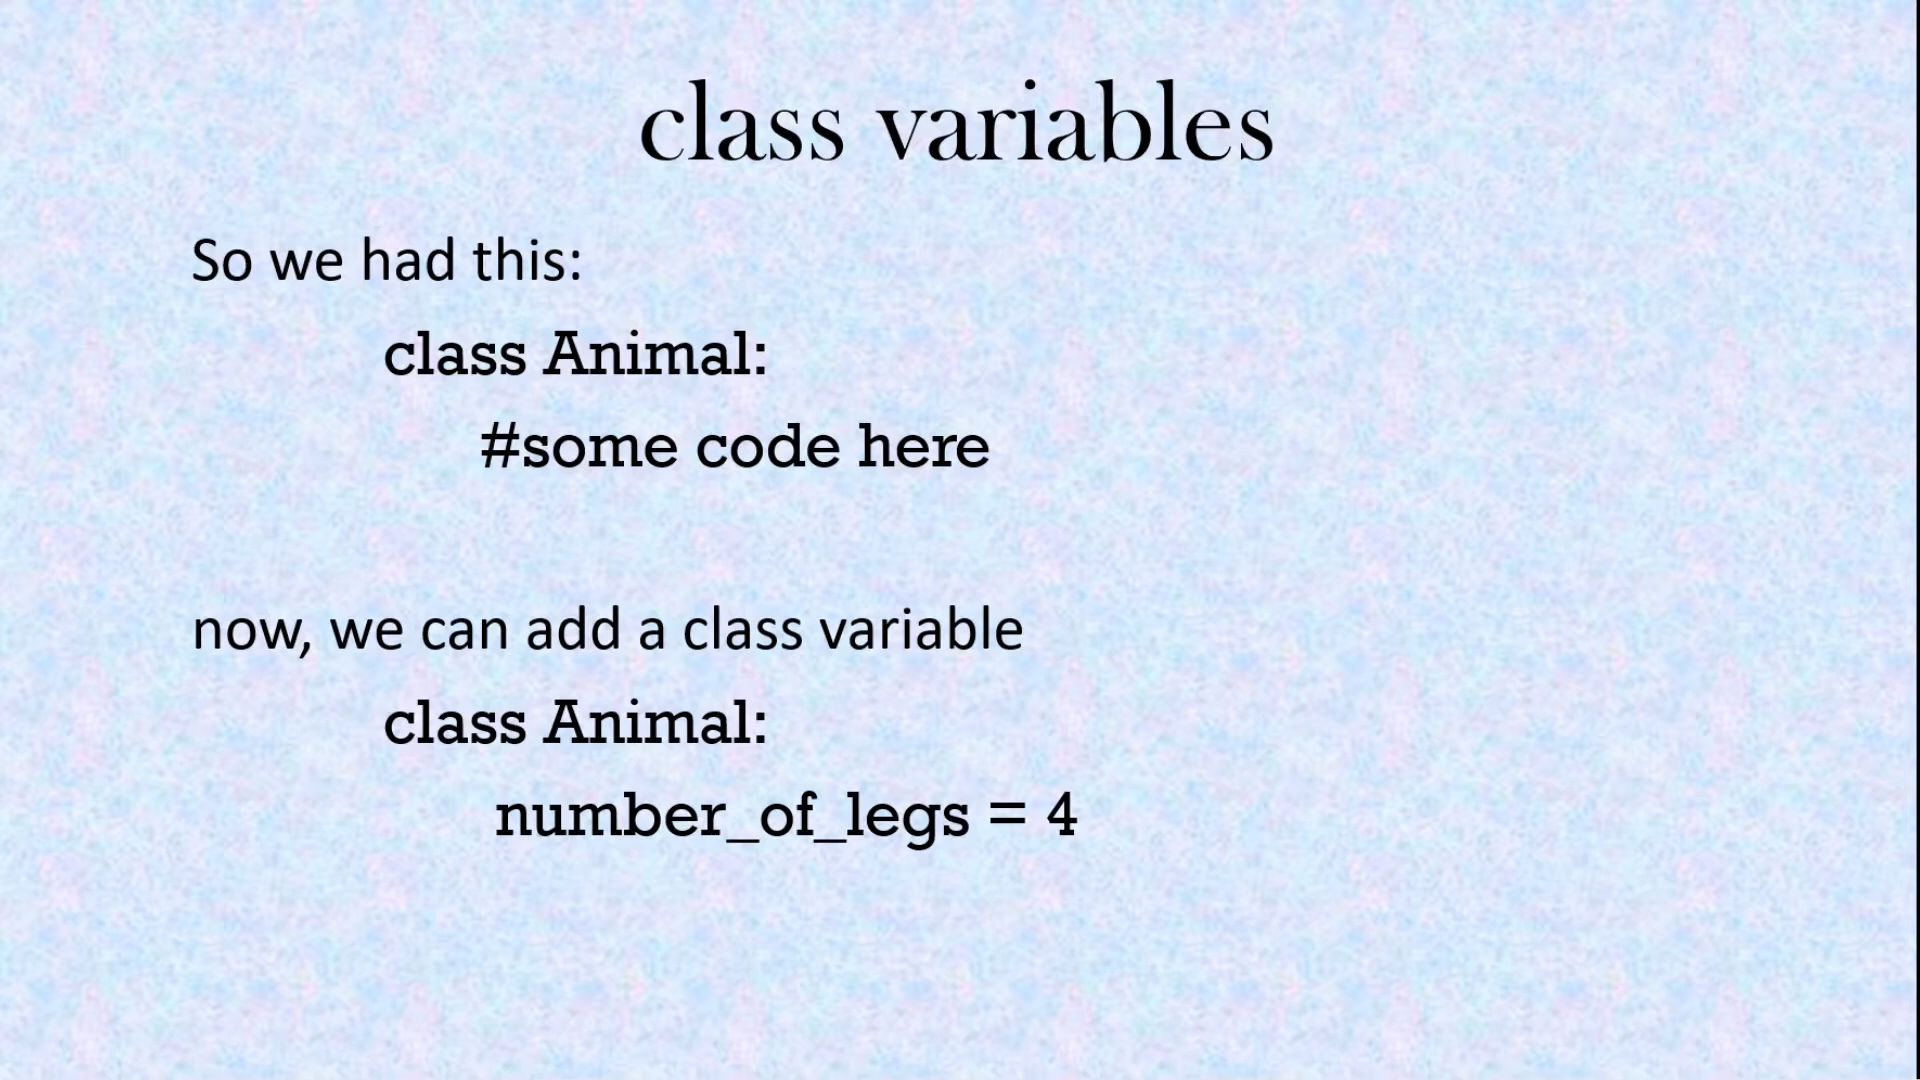 class variables
So we had this:
class Animal:
#some code here
now, we can add a class variable
class Animal:
number_of_legs = 4